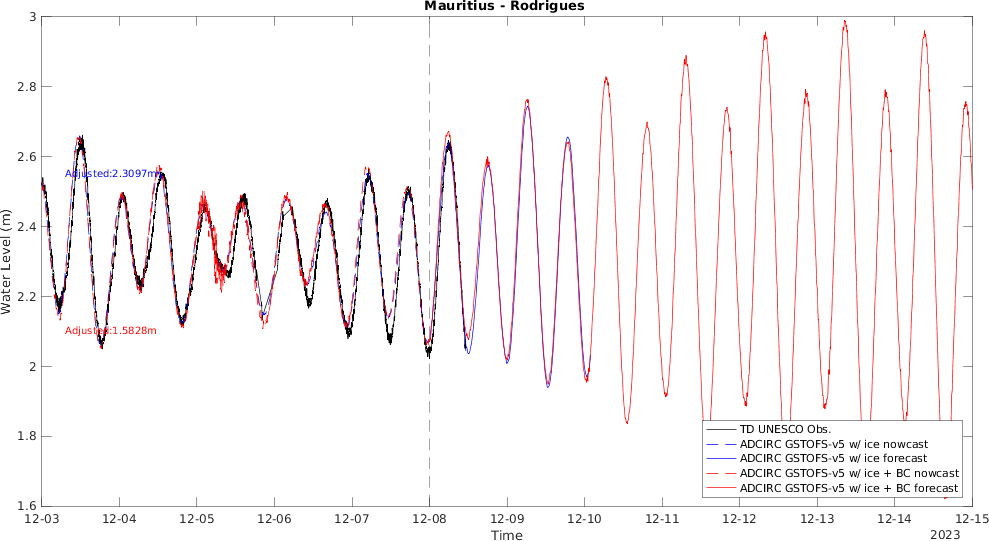 Mauritius - Rodrigues
3
2.8
2.6
2.4
2.2
2
1.8
1.6
Water Level (m)
Adjusted:2.3097m
Adjusted:1.5828m
TD UNESCO Obs.
ADCIRC GSTOFS-v5 w/ ice nowcast
ADCIRC GSTOFS-v5 w/ ice forecast
ADCIRC GSTOFS-v5 w/ ice + BC nowcast
ADCIRC GSTOFS-v5 w/ ice + BC forecast
12-03 12-04 12-05 12-06 12-07 12-08 12-09 12-10 12-11 12-12 12-13 12-14 12-15
Time
2023